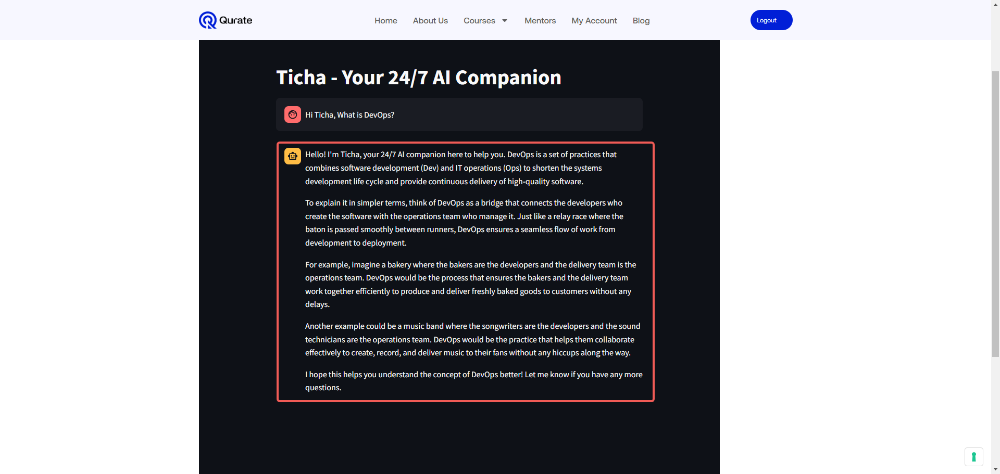 Qurate
Home
About Us
Courses
Mentors
My Account
Blog
Logout
Ticha - Your 24/7 AI Companion
Hi Ticha, What is DevOps?
Hello! I'm Ticha, your 24/7 AI companion here to help you. DevOps is a set of practices that
combines software development (Dev) and IT operations (Ops) to shorten the systems
development life cycle and provide continuous delivery of high-quality software.
To explain it in simpler terms, think of DevOps as a bridge that connects the developers who
create the software with the operations team who manage it. Just like a relay race where the
baton is passed smoothly between runners, DevOps ensures a seamless flow of work from
development to deployment.
For example, imagine a bakery where the bakers are the developers and the delivery team is the
operations team. DevOps would be the process that ensures the bakers and the delivery team
work together efficiently to produce and deliver freshly baked goods to customers without any
delays.
Another example could be a music band where the songwriters are the developers and the sound
technicians are the operations team. DevOps would be the practice that helps them collaborate
effectively to create, record, and deliver music to their fans without any hiccups along the way.
I hope this helps you understand the concept of DevOps better! Let me know if you have any more
questions.